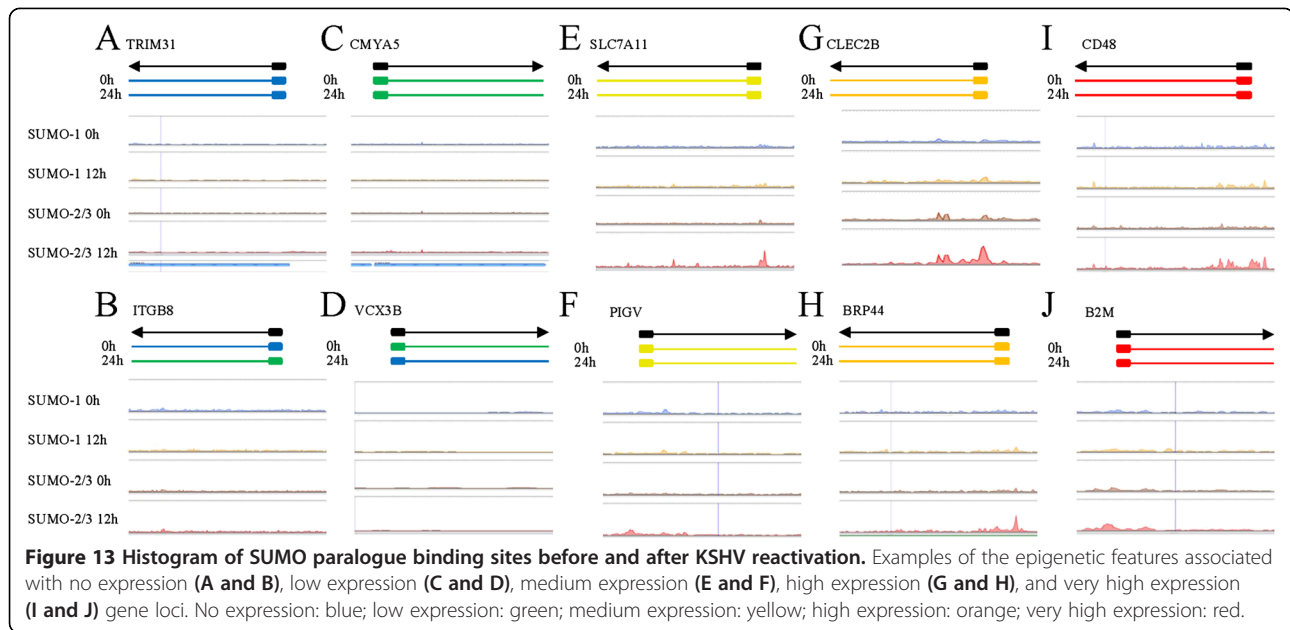 A TRIM31
C CMYA5
E SLC7A11
G CLEC2B
I CD48
0h 0h 0h 0h 0h
24h 24h 24h 24h 24h
SUMO-1 0h
SUMO-1 12h
SUMO-2/3 0h
SUMO-2/3 12h
B ITGB8
D VCX3B
F PIGV
H BRP44
J B2M
0h 0h 0h 0h 0h
24h 24h 24h 24h 24h
SUMO-1 0h
SUMO-1 12h
SUMO-2/3 0h
SUMO-2/3 12h
Figure 13 Histogram of SUMO paralogue binding sites before and after KSHV reactivation. Examples of the epigenetic features associated
with no expression (A and B), low expression (C and D), medium expression (E and F), high expression (G and H), and very high expression
(I and J) gene loci. No expression: blue; low expression: green; medium expression: yellow; high expression: orange; very high expression: red.